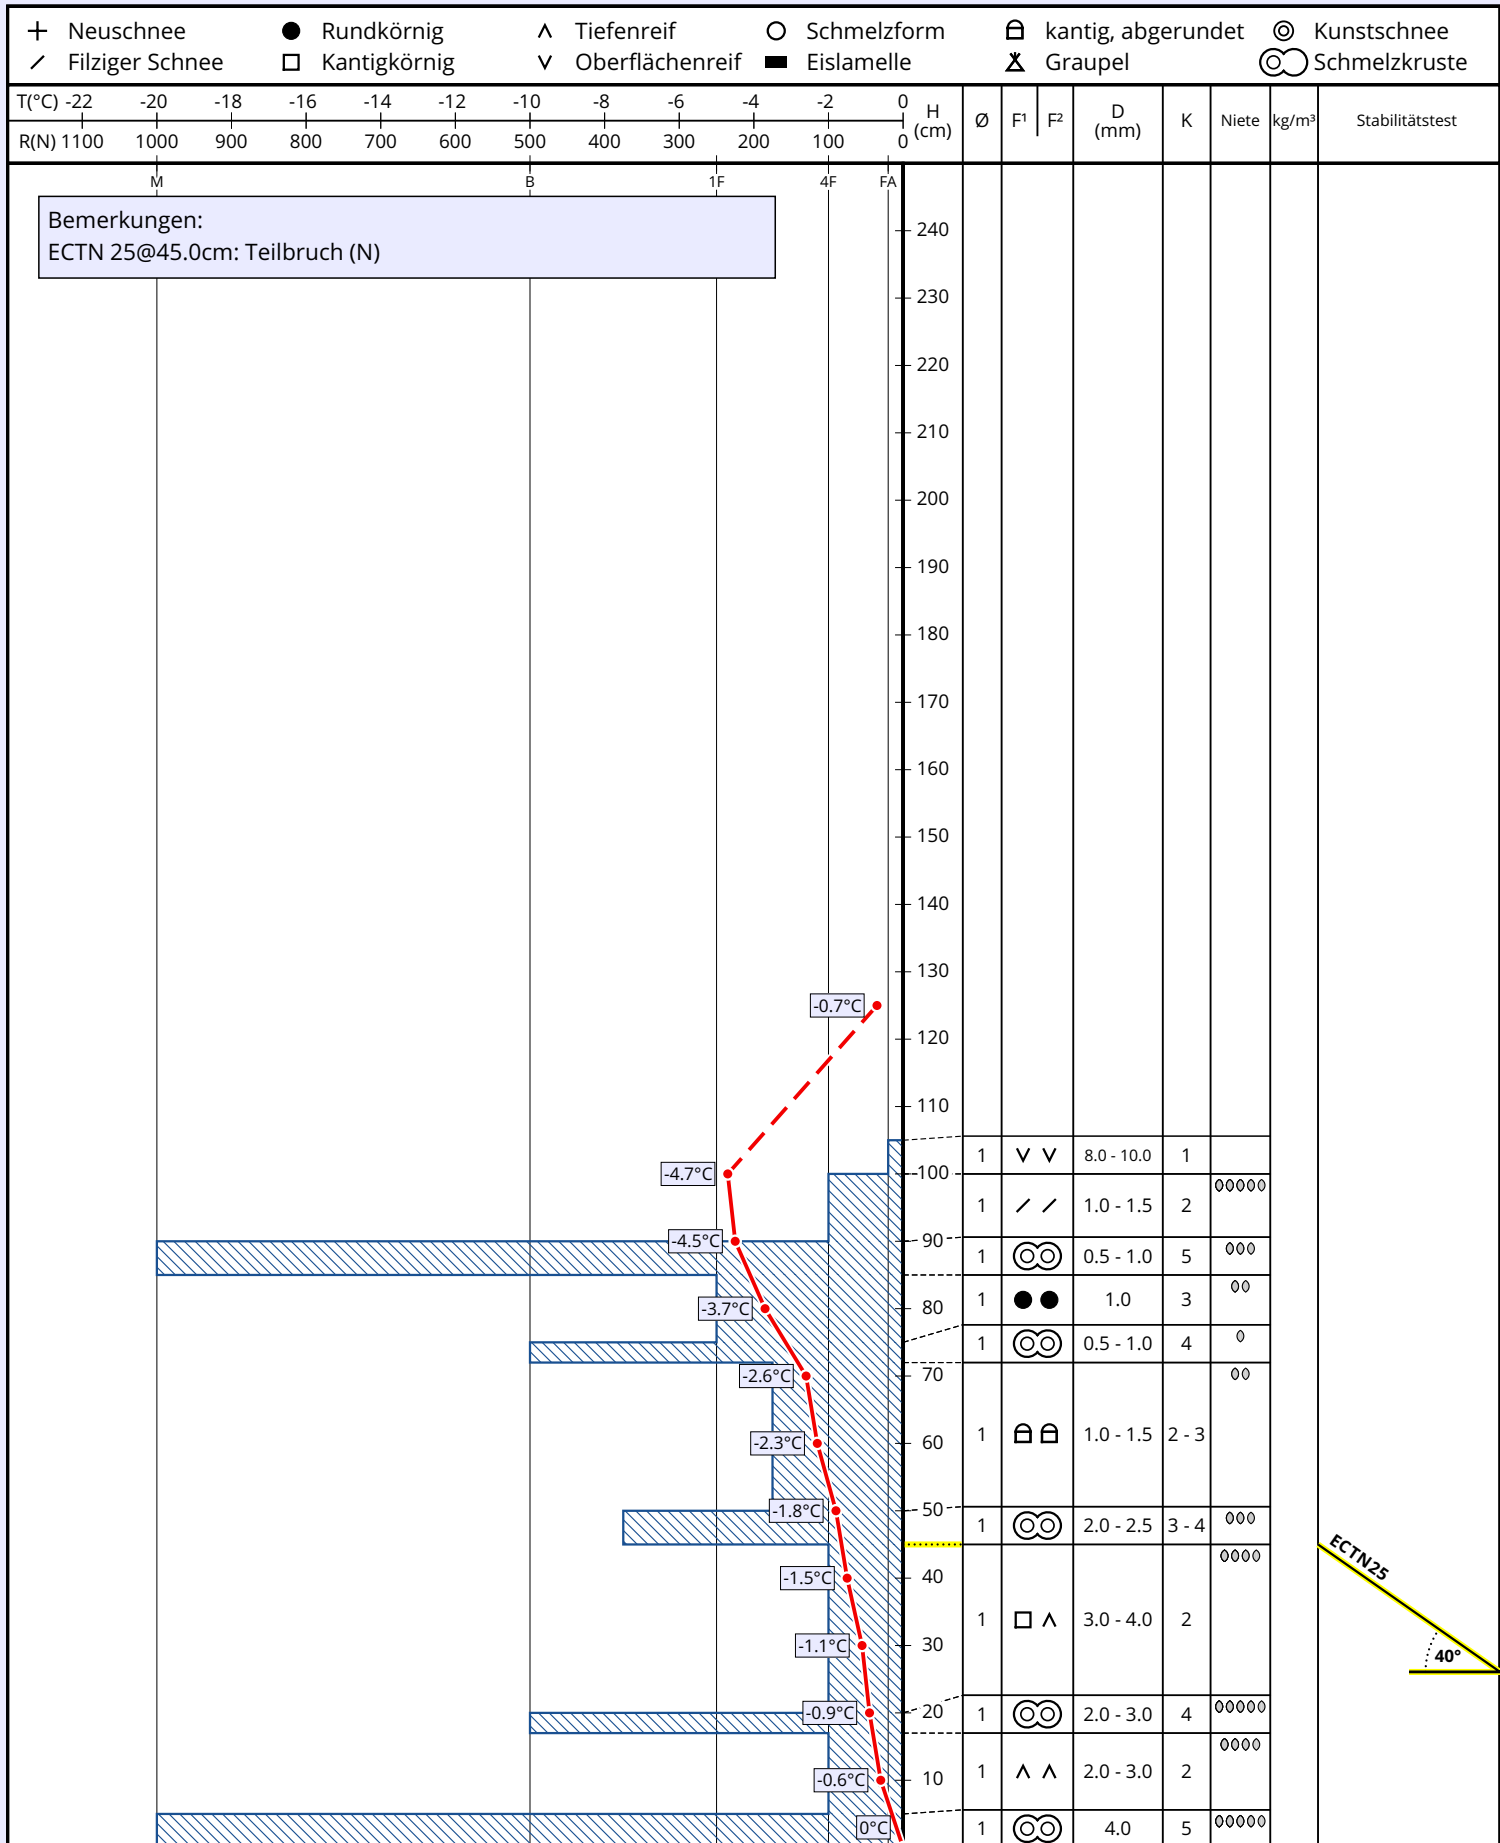 Neuschnee Rundkörnig Tiefenreif Schmelzform kantig, abgerundet Kunstschnee
Filziger Schnee Kantigkörnig Oberflächenreif Eislamelle Graupel Schmelzkruste
T(°C) -22 -20 -18 -16 -14 -12 -10 -8 -6 -4 -2 0
R(N) 1100 1000 900 800 700 600 500 400 300 200 100 0
H (cm) Ø F¹ F² D (mm) K Niete kg/m³ Stabilitätstest
M B 1F 4F FA
Bemerkungen:
ECTN 25@45.0cm: Teilbruch (N)
240
230
220
210
200
190
180
170
160
150
140
130
-0.7°C
120
110
1 8.0 - 10.0 1
-4.7°C 100
1 1.0 - 1.5 2
-4.5°C 90
1 0.5 - 1.0 5
-3.7°C 80 1 1.0 3
1 0.5 - 1.0 4
-2.6°C 70
-2.3°C 60 1 1.0 - 1.5 2 - 3
-1.8°C 50
1 2.0 - 2.5 3 - 4
ECTN25
-1.5°C 40
1 3.0 - 4.0 2
-1.1°C 30
40°
-0.9°C 20 1 2.0 - 3.0 4
-0.6°C 10 1 2.0 - 3.0 2
0°C 1 4.0 5